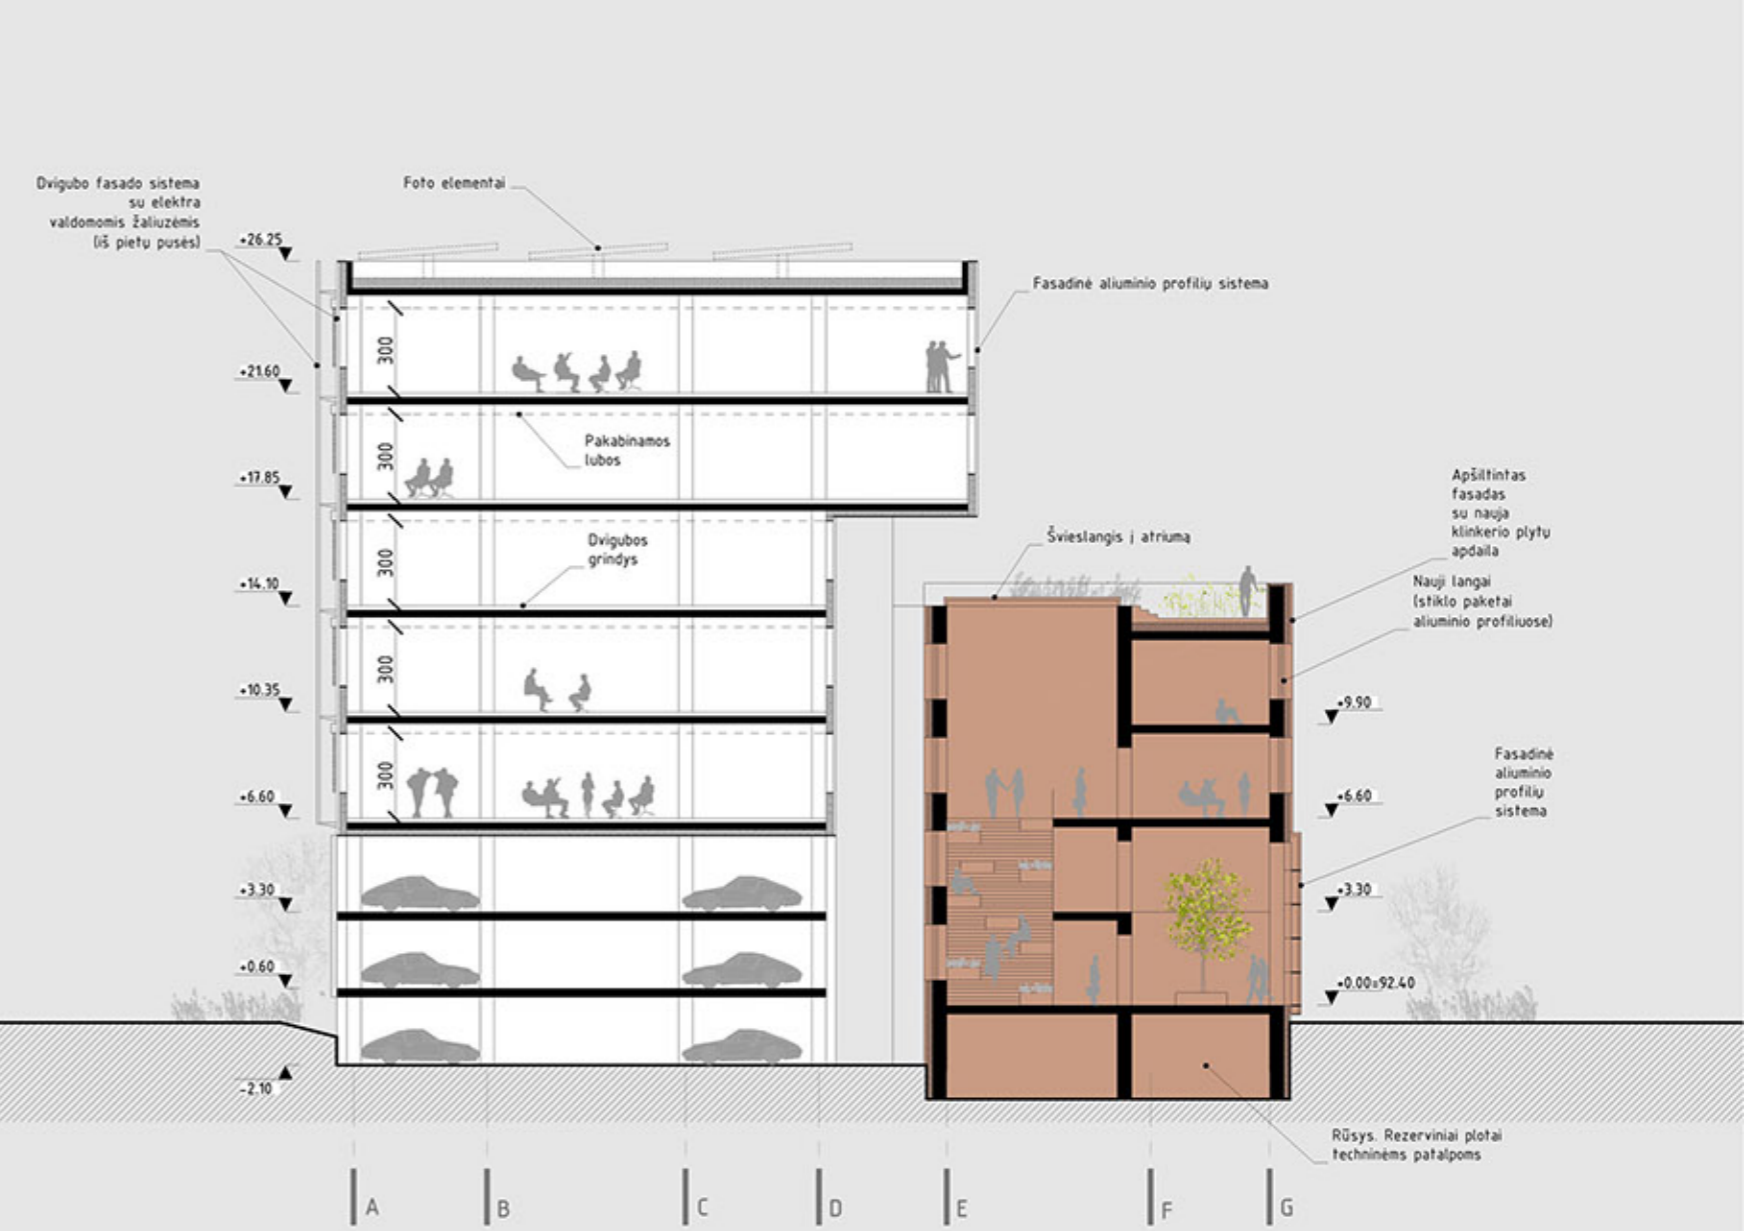 Dvigubo fasado sistema
su elektra
valdomomis žaliuzėmis
(iš pietų pusės)
Foto elementai
Fasadinė aliuminio profilių sistema
+26.25
+21.60
+17.85
+14.10
+10.35
+6.60
+3.30
+0.60
-2.10
300
300
300
300
300
Pakabinamos
lubos
Dvigubos
grindys
Švieslangis į atriumą
Apšiltintas
fasadas
su nauja
klinkerio plytų
apdaila
Nauji langai
(stiklo paketai
aliuminio profiliuose)
+9.90
+6.60
+3.30
+0.00=92.40
Fasadinė
aliuminio
profilių
sistema
Rūsys. Rezerviniai plotai
techninėms patalpoms
A B C D E F G